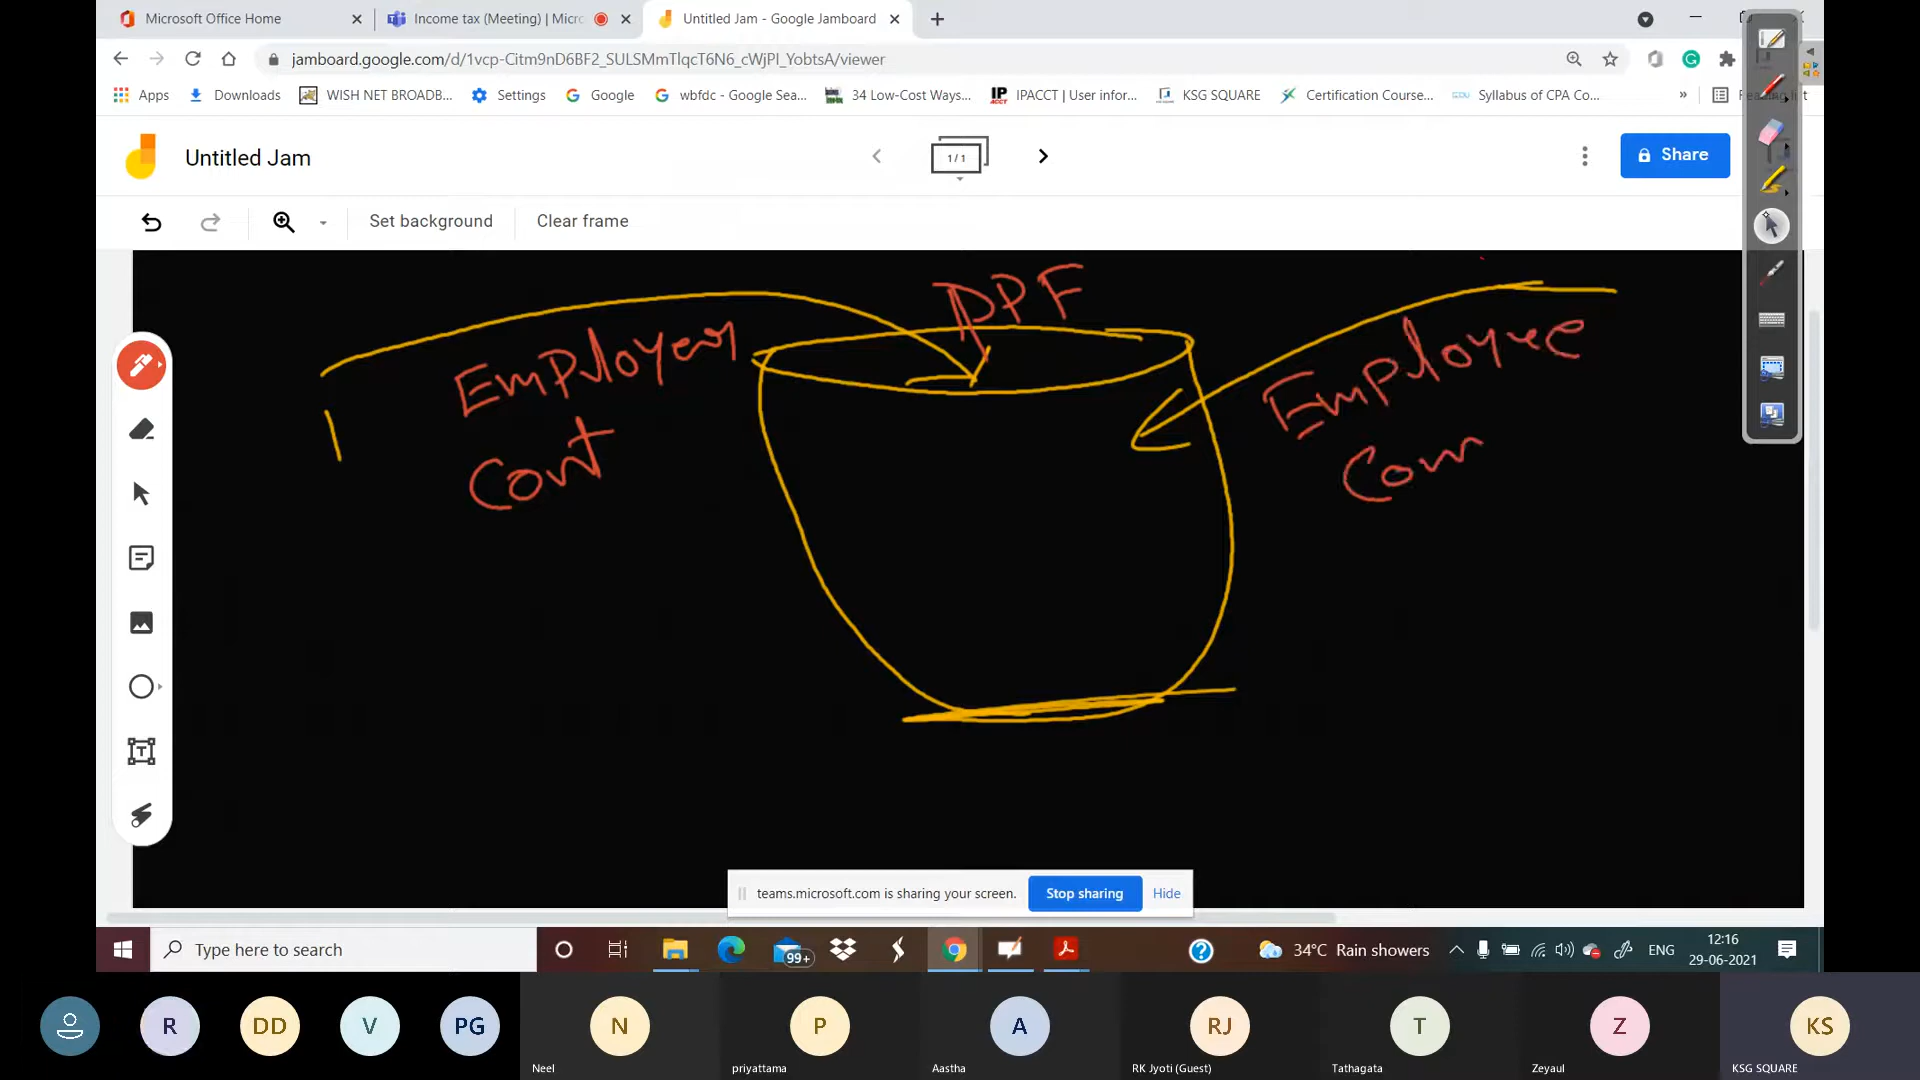 Microsoft Office Home
Income tax (Meeting) | Micro
Untitled Jam - Google Jamboard
jamboard.google.com/d/1vcp-Citm9nD6BF2_SULSMmTlqcT6N6_cWjPl_YobtsA/viewer
Apps
Downloads
WISH NET BROADB...
Settings
Google
wbfdc - Google Sea...
34 Low-Cost Ways...
IPACCT | User infor...
KSG SQUARE
Certification Course...
Syllabus of CPA Co...
»
Reading list
Untitled Jam
1 / 1
Share
Set background
Clear frame
DPF
Employer
Cont
Employee
teams.microsoft.com is sharing your screen.
Stop sharing
Hide
Type here to search
99+
34°C Rain showers
ENG
12:16
29-06-2021
R
DD
V
PG
N
P
A
RJ
T
Z
KS
Neel
priyattama
Aastha
RK Jyoti (Guest)
Tathagata
Zeyaul
KSG SQUARE